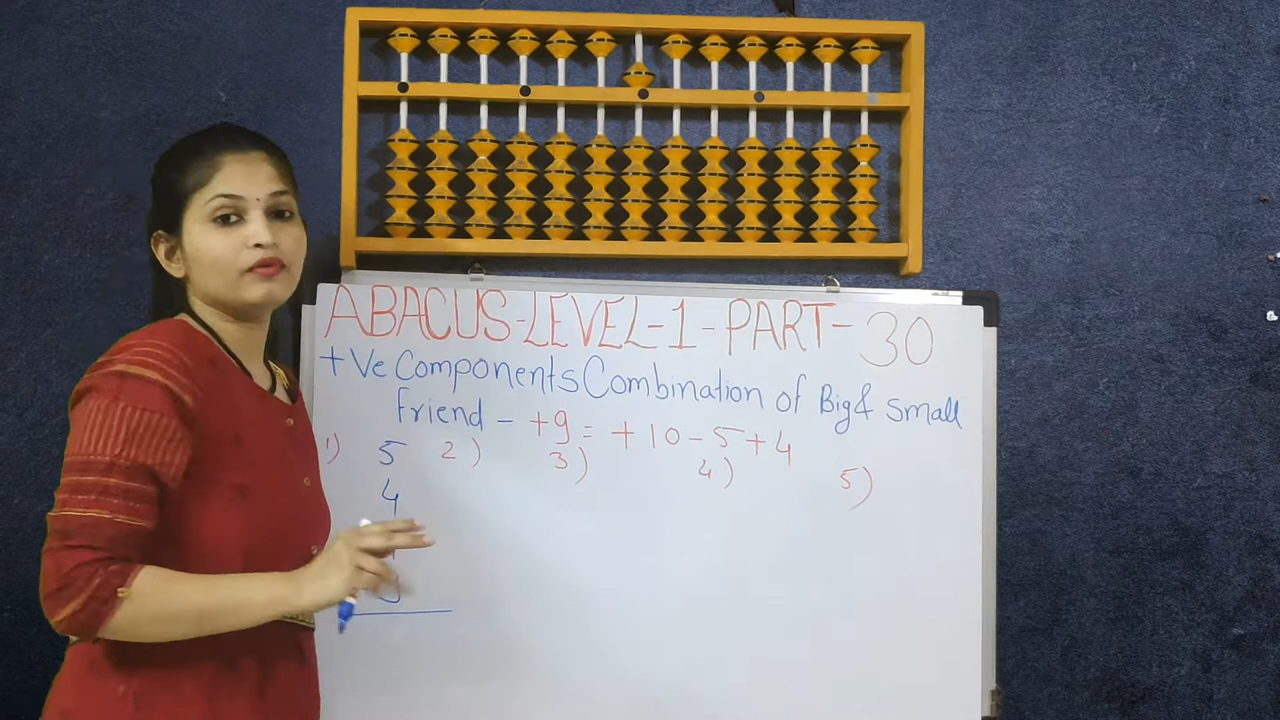 ABACUS-LEVEL-1-PART-30
+Ve Components Combination of Big & Small
friend - +9 = +10-5+4
1) 5 2) 3) 4) 5)
4